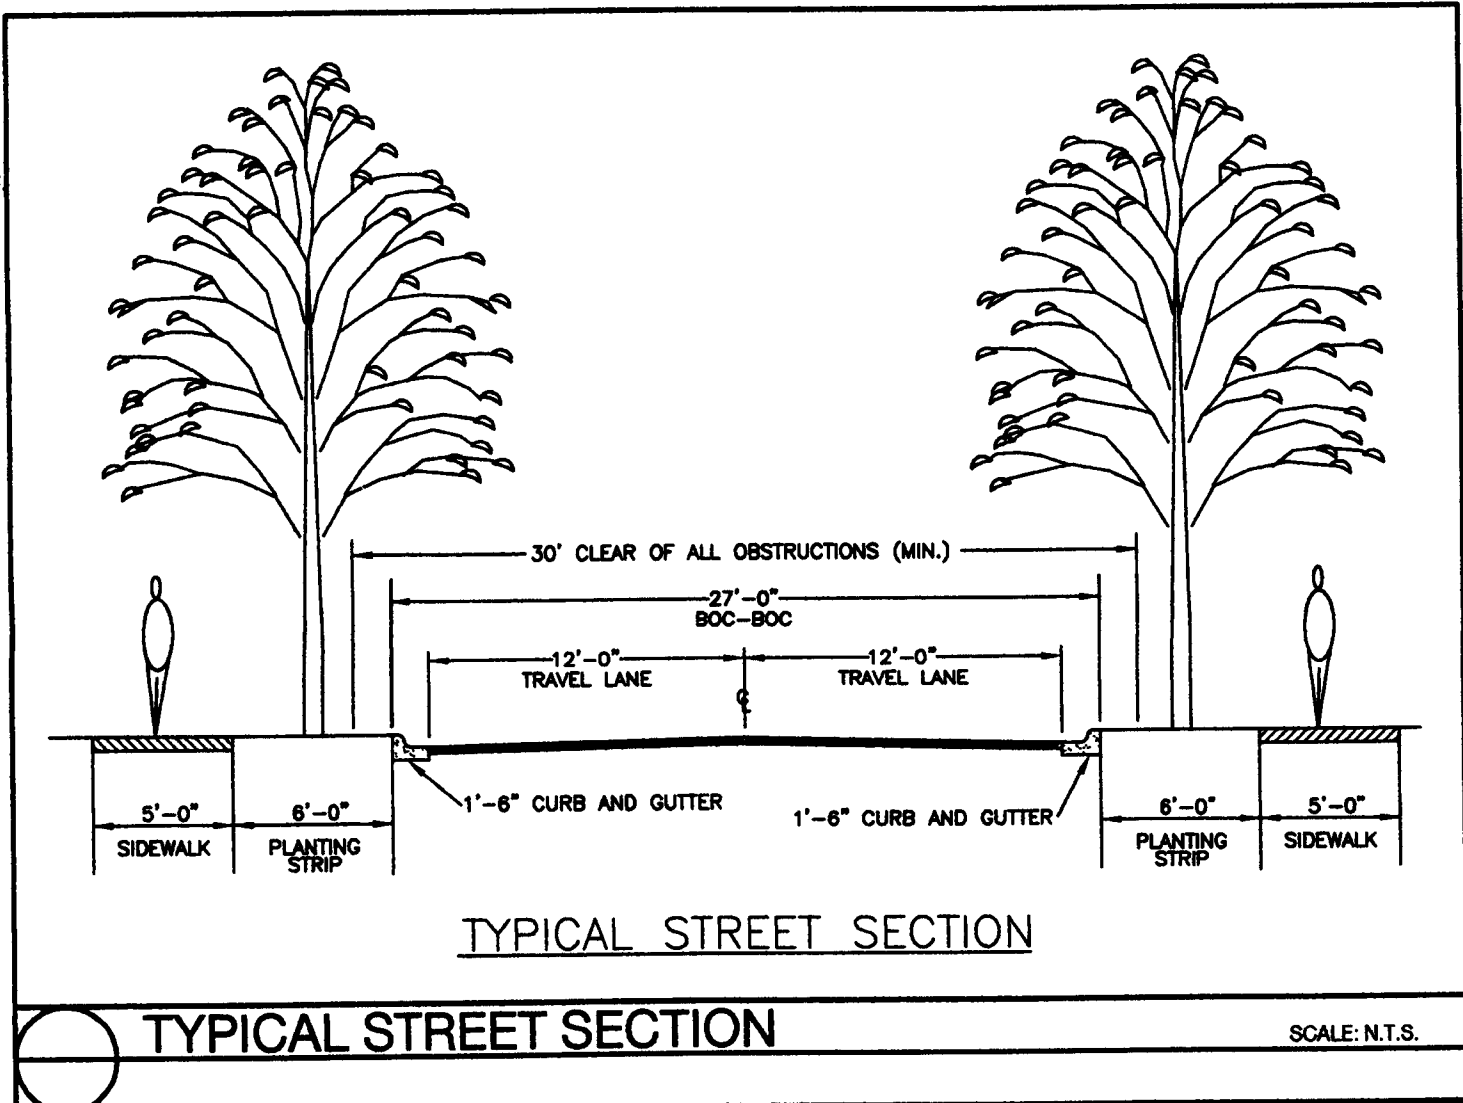 30' CLEAR OF ALL OBSTRUCTIONS (MIN.)
27'-0"
BOC-BOC
12'-0"
TRAVEL LANE
12'-0"
TRAVEL LANE
℄
1'-6" CURB AND GUTTER
1'-6" CURB AND GUTTER
5'-0"
SIDEWALK
6'-0"
PLANTING
STRIP
6'-0"
PLANTING
STRIP
5'-0"
SIDEWALK
TYPICAL STREET SECTION
TYPICAL STREET SECTION
SCALE: N.T.S.